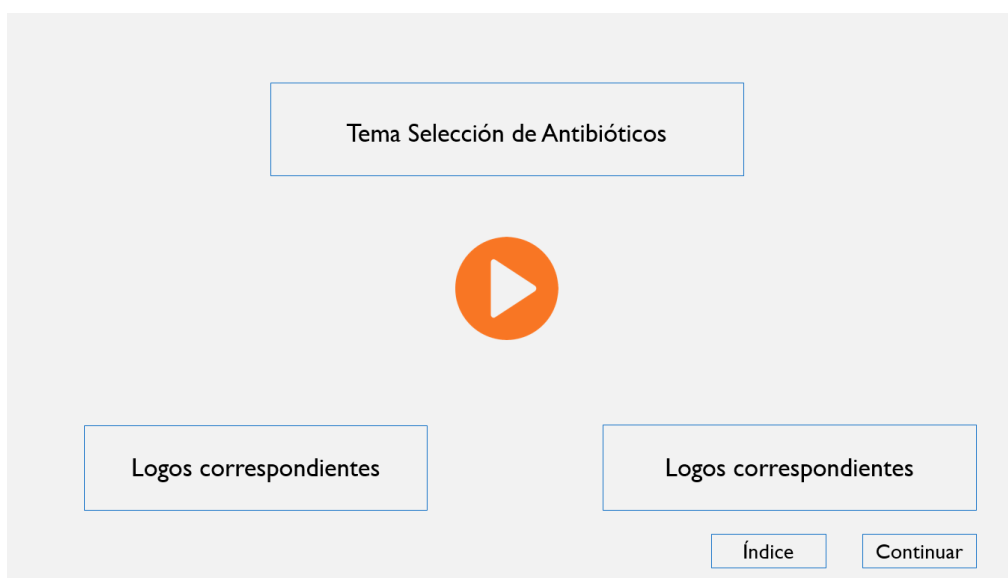 Tema Selección de Antibióticos
Logos correspondientes
Logos correspondientes
Índice
Continuar